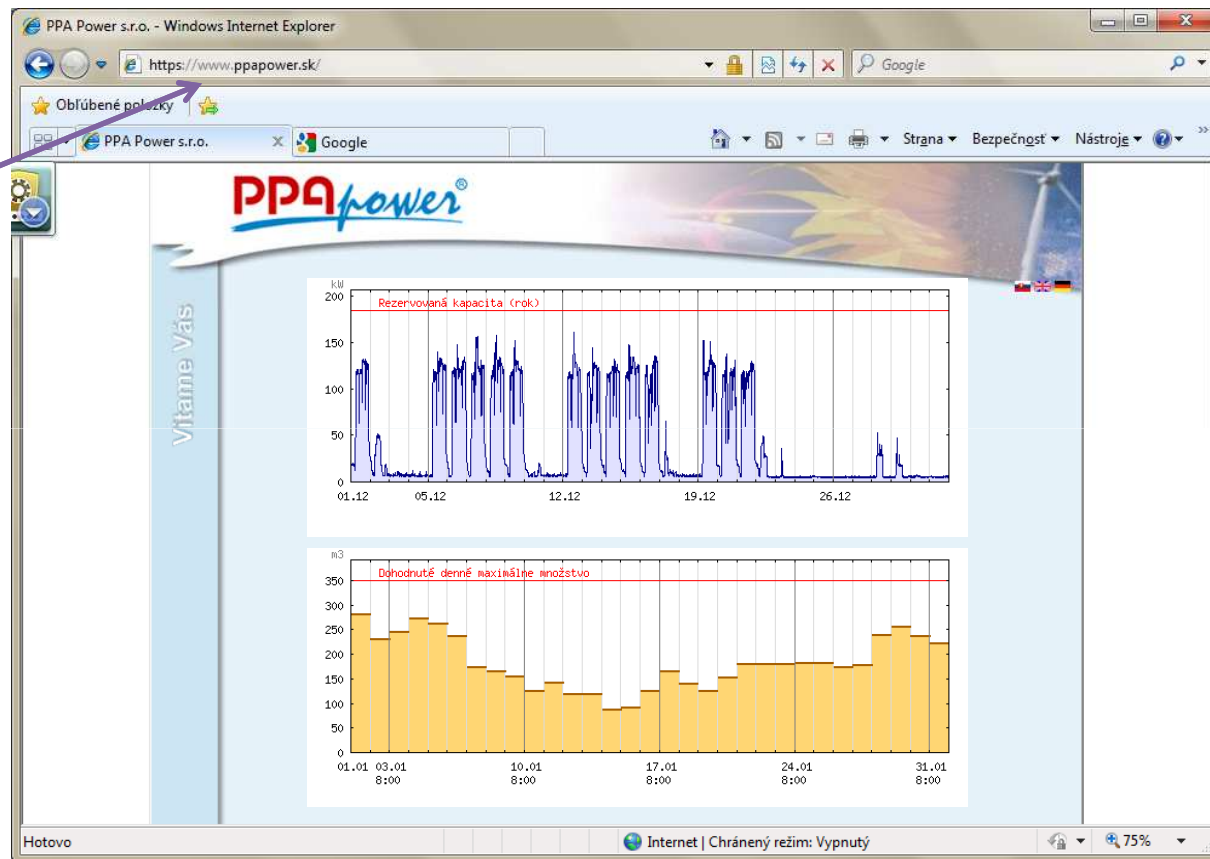 PPA Power s.r.o. - Windows Internet Explorer
https://www.ppapower.sk/
Google
Obľúbené položky
PPA Power s.r.o.
Google
Strana
Bezpečnosť
Nástroje
PPApower®
Vítame Vás
kW
Rezervovaná kapacita (rok)
200
150
100
50
0
01.12 05.12 12.12 19.12 26.12
m3
Dohodnuté denné maximálne množstvo
350
300
250
200
150
100
50
0
01.01 03.01 10.01 17.01 24.01 31.01
8:00 8:00 8:00 8:00 8:00
Hotovo
Internet | Chránený režim: Vypnutý
75%